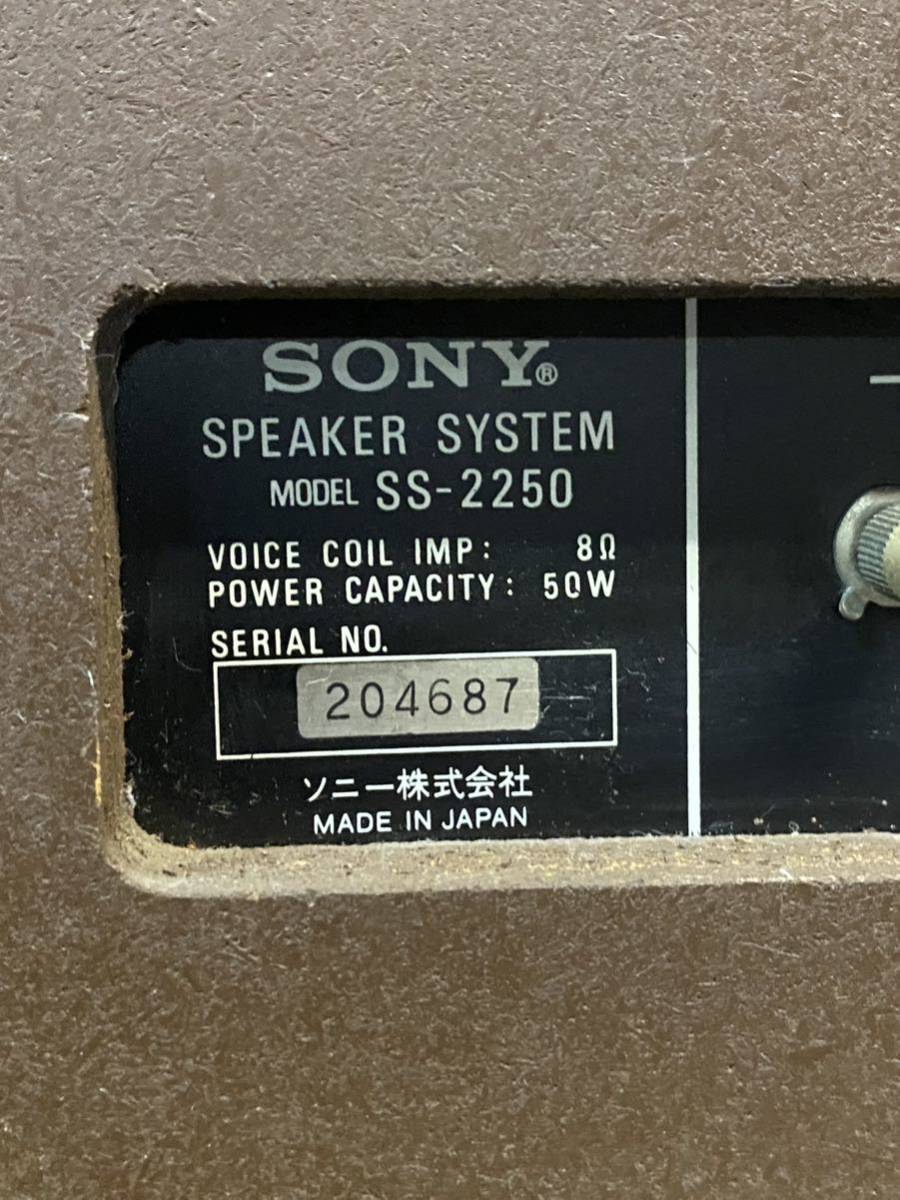 SONY®
SPEAKER SYSTEM
MODEL SS-2250
VOICE COIL IMP: 8Ω
POWER CAPACITY: 50W
SERIAL NO.
204687
ソニー株式会社
MADE IN JAPAN